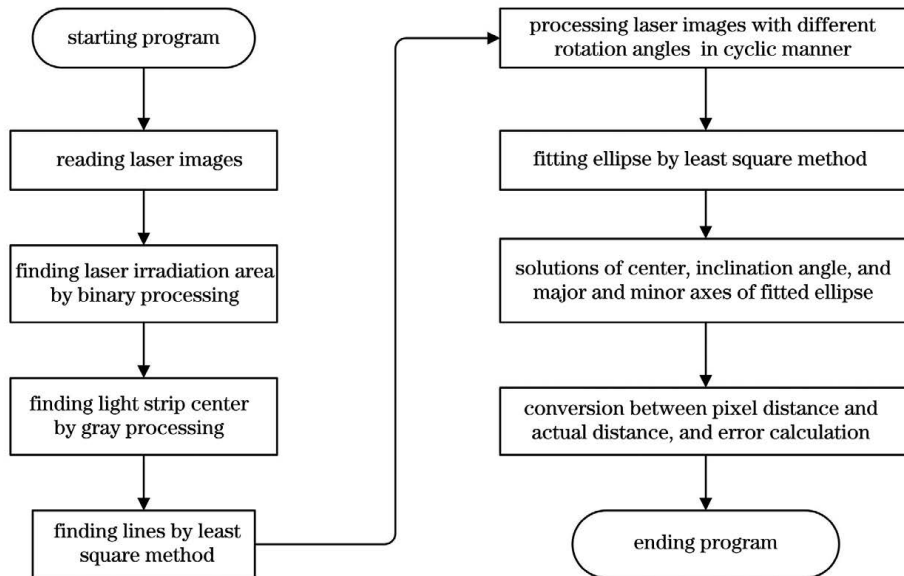 starting program
reading laser images
finding laser irradiation area
by binary processing
finding light strip center
by gray processing
finding lines by least
square method
processing laser images with different
rotation angles in cyclic manner
fitting ellipse by least square method
solutions of center, inclination angle, and
major and minor axes of fitted ellipse
conversion between pixel distance and
actual distance, and error calculation
ending program